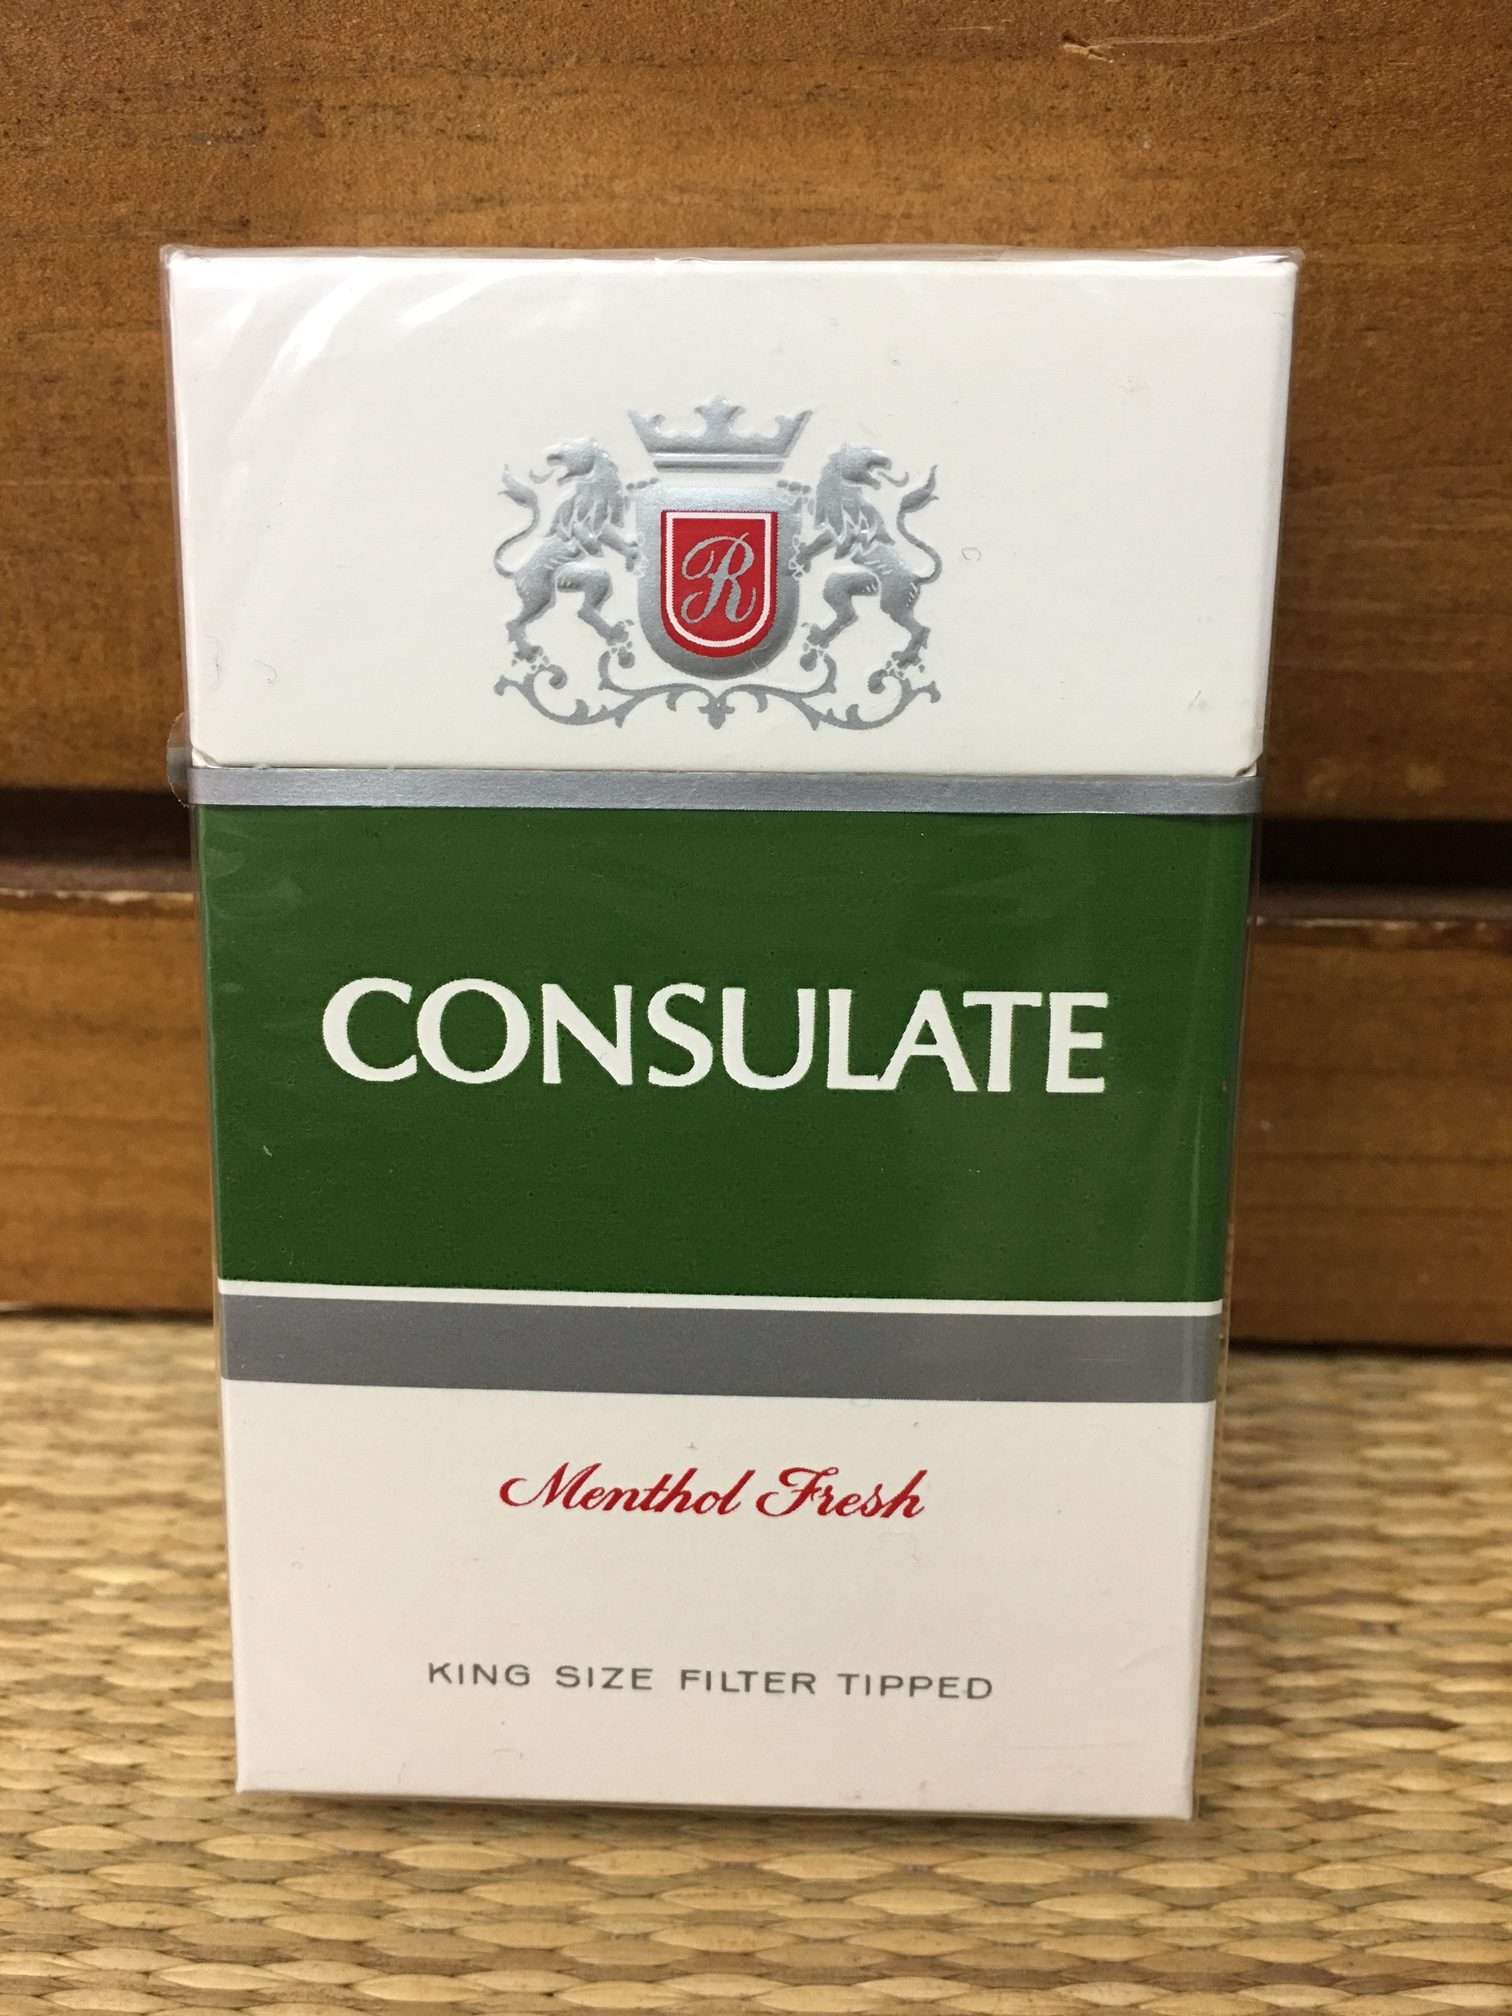 R
CONSULATE
Menthol Fresh
KING SIZE FILTER TIPPED